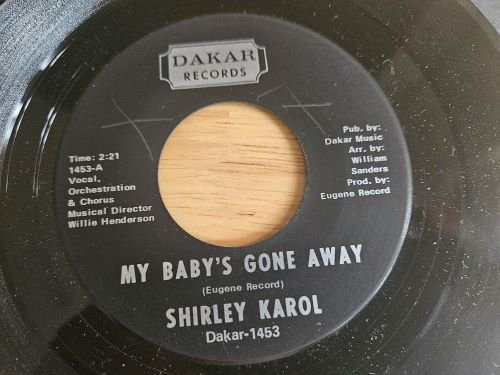 DAKAR
RECORDS
Time: 2:21
1453-A
Vocal,
Orchestration
& Chorus
Musical Director
Willie Henderson
Pub. by:
Dakar Music
Arr. by:
William
Sanders
Prod. by:
Eugene Record
MY BABY'S GONE AWAY
(Eugene Record)
SHIRLEY KAROL
Dakar-1453